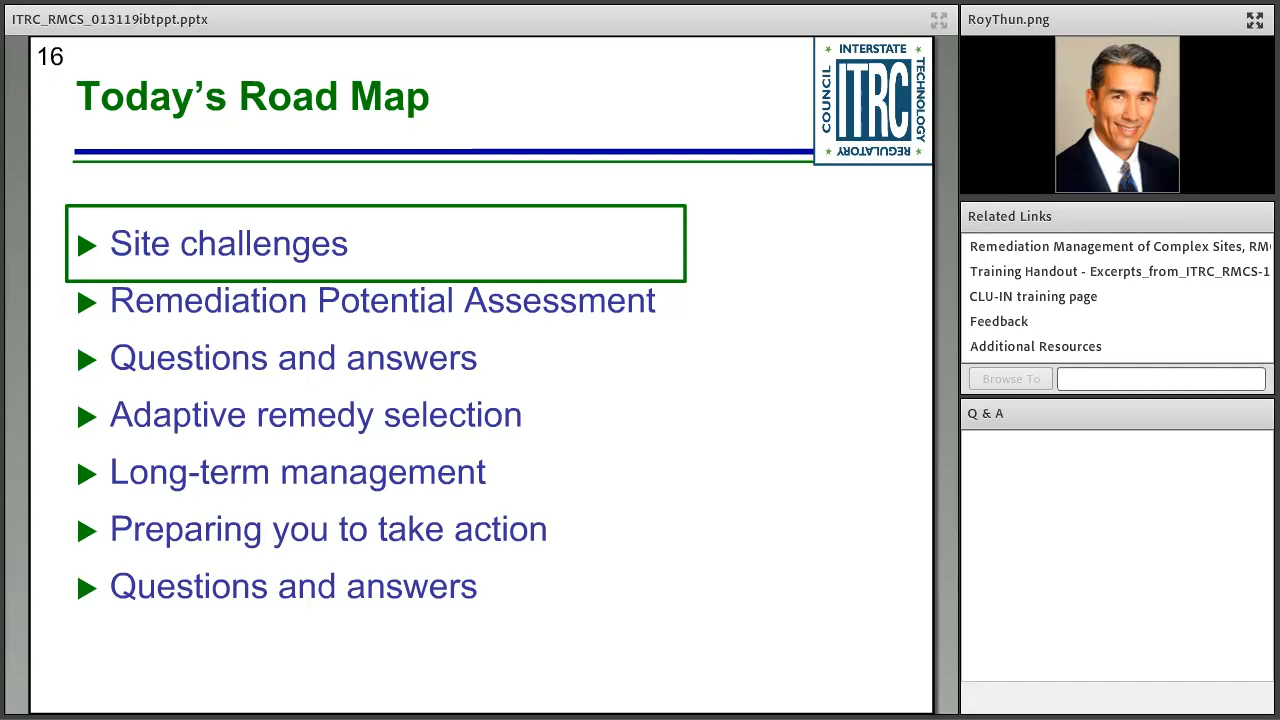 ITRC_RMCS_013119ibtppt.pptx
16
Today's Road Map
INTERSTATE
TECHNOLOGY
REGULATORY
COUNCIL
ITRC
Site challenges
Remediation Potential Assessment
Questions and answers
Adaptive remedy selection
Long-term management
Preparing you to take action
Questions and answers
RoyThun.png
Related Links
Remediation Management of Complex Sites, RM
Training Handout - Excerpts_from_ITRC_RMCS-1
CLU-IN training page
Feedback
Additional Resources
Browse To
Q & A